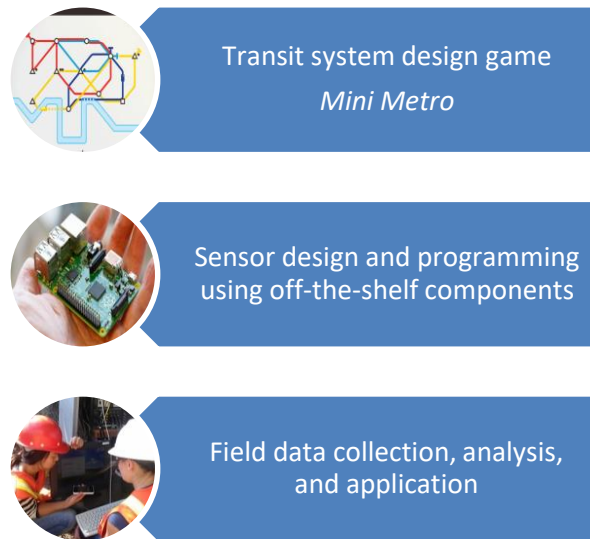 Transit system design game
Mini Metro
Sensor design and programming
using off-the-shelf components
Field data collection, analysis,
and application